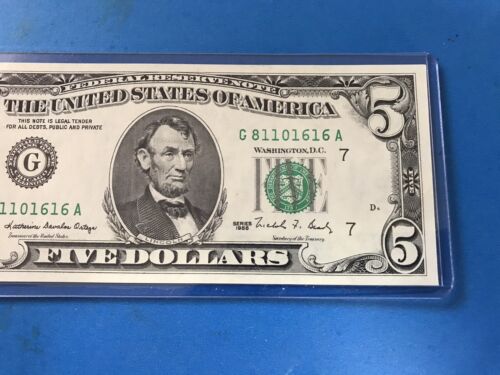 FEDERAL RESERVE NOTE
THE UNITED STATES OF AMERICA
5
THIS NOTE IS LEGAL TENDER
FOR ALL DEBTS, PUBLIC AND PRIVATE
G 81101616 A
WASHINGTON, D.C.
7
G
1101616 A
Katherine Davalos Ortega
Treasurer of the United States
LINCOLN
SERIES
1988
Nicholas F. Brady
Secretary of the Treasury
D
7
FIVE DOLLARS
5